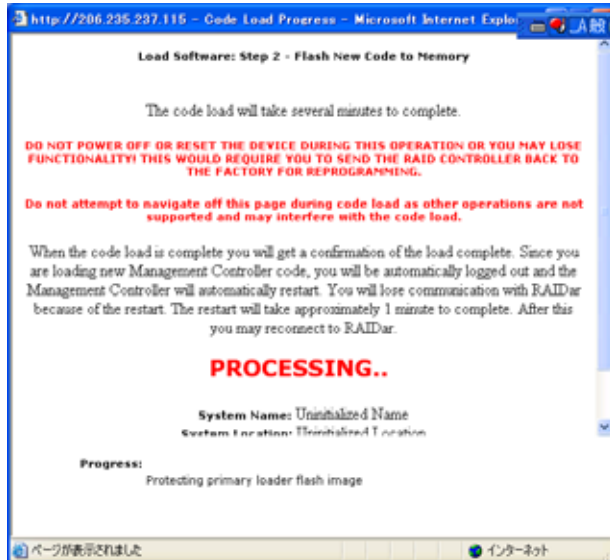 http://206.235.237.115 - Code Load Progress - Microsoft Internet Explo
A般
Load Software: Step 2 - Flash New Code to Memory
The code load will take several minutes to complete.
DO NOT POWER OFF OR RESET THE DEVICE DURING THIS OPERATION OR YOU MAY LOSE
FUNCTIONALITY! THIS WOULD REQUIRE YOU TO SEND THE RAID CONTROLLER BACK TO
THE FACTORY FOR REPROGRAMMING.
Do not attempt to navigate off this page during code load as other operations are not
supported and may interfere with the code load.
When the code load is complete you will get a confirmation of the load complete. Since you
are loading new Management Controller code, you will be automatically logged out and the
Management Controller will automatically restart. You will lose communication with RAIDar
because of the restart. The restart will take approximately 1 minute to complete. After this
you may reconnect to RAIDar.
PROCESSING..
System Name: Uninitialized Name
System Location: Uninitialized Location
Progress:
Protecting primary loader flash image
ページが表示されました
インターネット